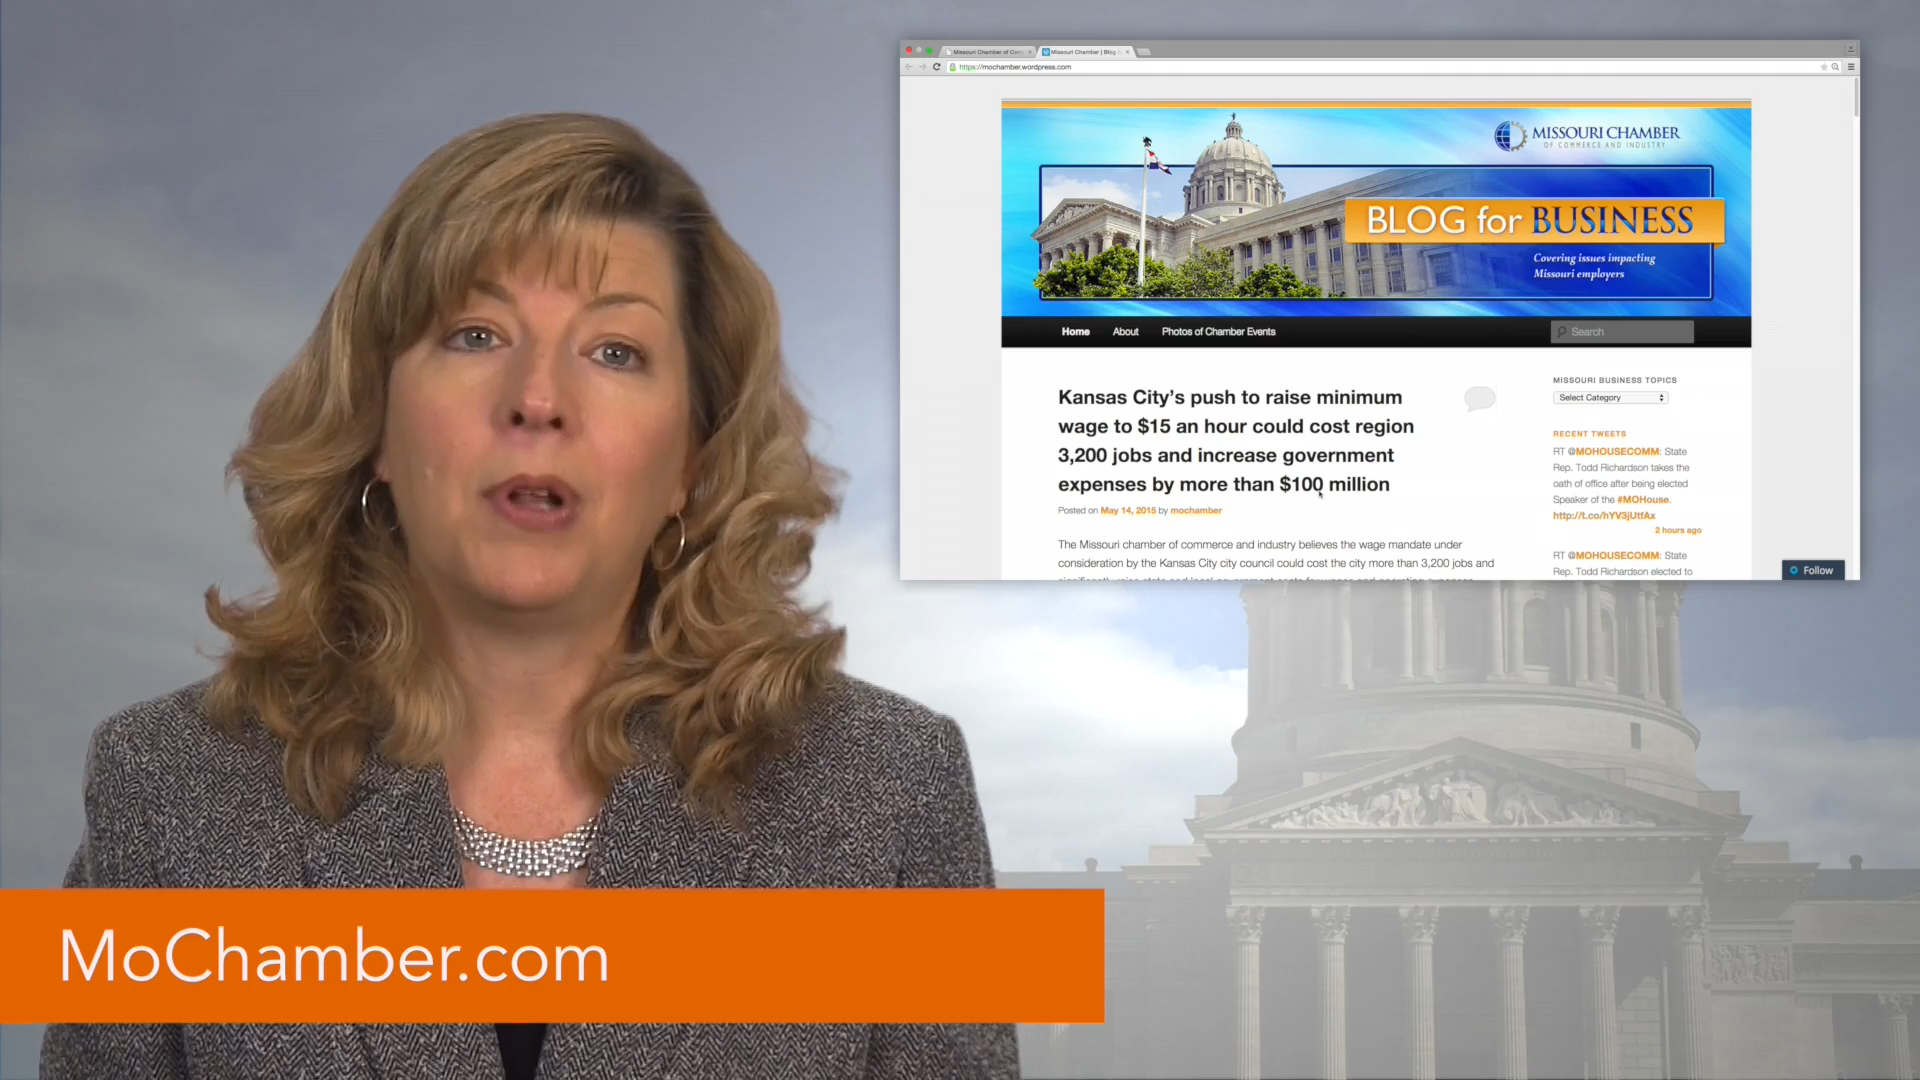 Missouri Chamber of Com
Missouri Chamber | Blog
https://mochamber.wordpress.com
MISSOURI CHAMBER
OF COMMERCE AND INDUSTRY
BLOG for BUSINESS
Covering issues impacting
Missouri employers
Home About Photos of Chamber Events Search
Kansas City's push to raise minimum
wage to $15 an hour could cost region
3,200 jobs and increase government
expenses by more than $100 million
Posted on May 14, 2015 by mochamber
The Missouri chamber of commerce and industry believes the wage mandate under
consideration by the Kansas City city council could cost the city more than 3,200 jobs and
MISSOURI BUSINESS TOPICS
Select Category
RECENT TWEETS
RT @MOHOUSECOMM: State
Rep. Todd Richardson takes the
oath of office after being elected
Speaker of the #MOHouse.
http://t.co/hYV3jUtfAx
2 hours ago
RT @MOHOUSECOMM: State
Rep. Todd Richardson elected to
Follow
MoChamber.com